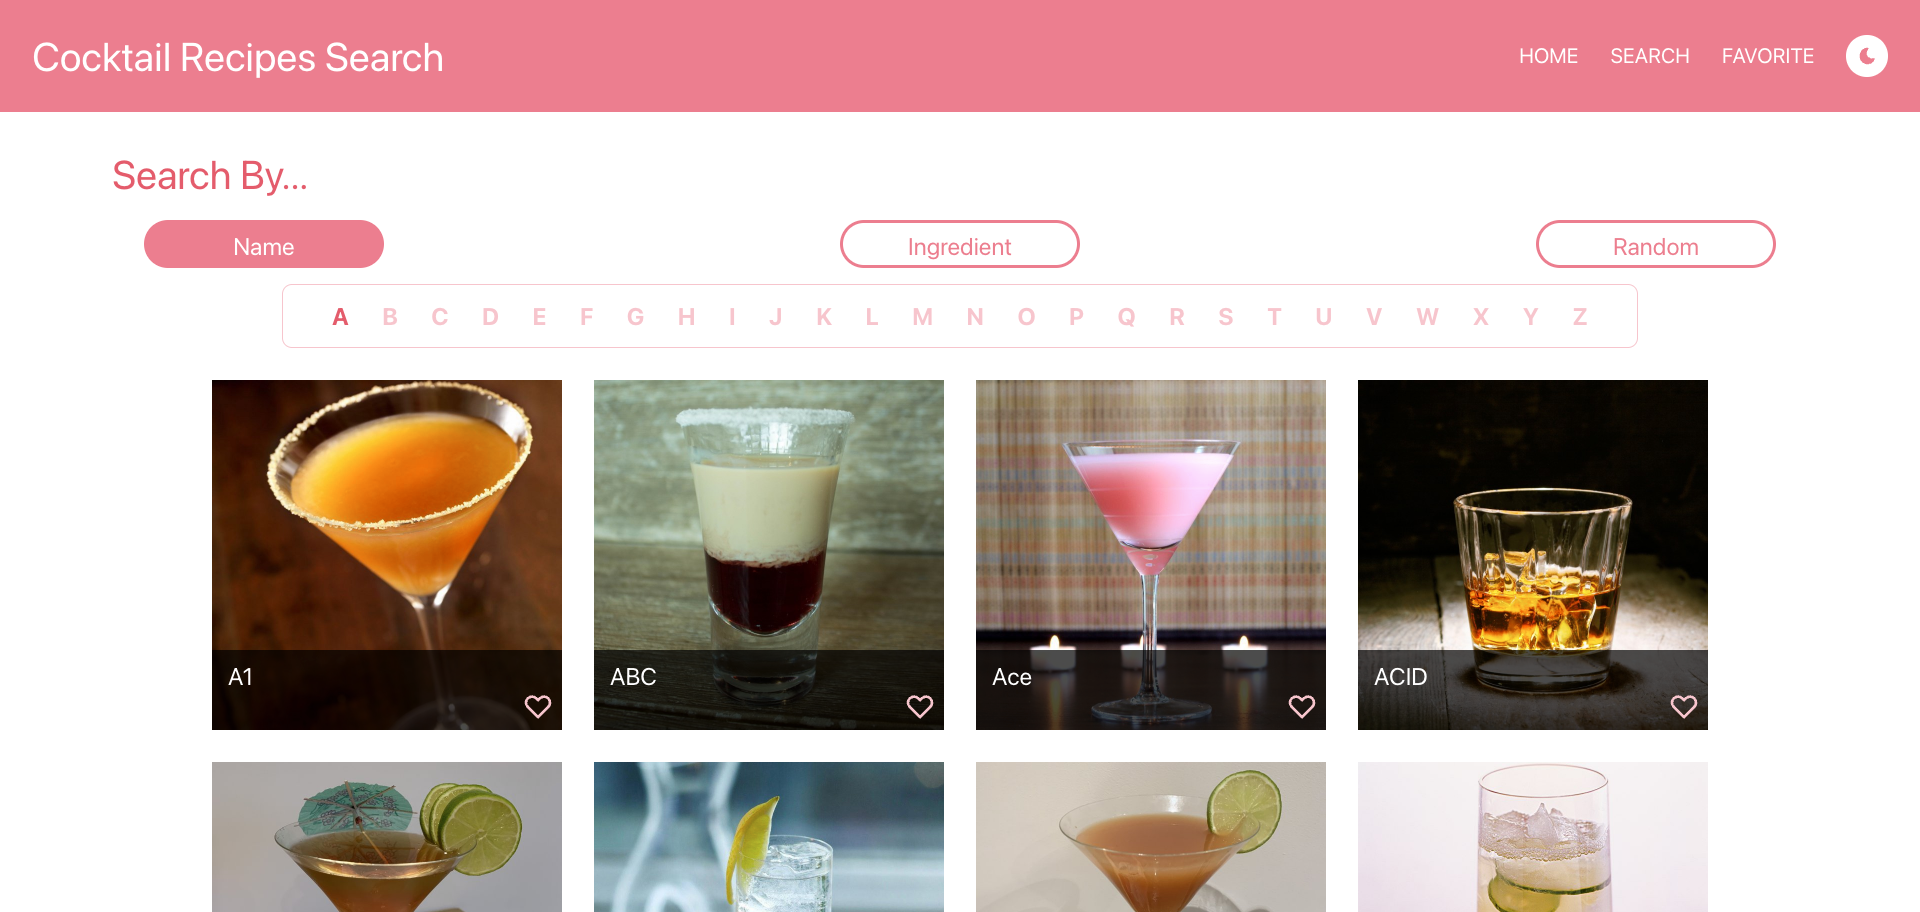 Cocktail Recipes Search
HOME SEARCH FAVORITE
Search By...
Name Ingredient Random
A B C D E F G H I J K L M N O P Q R S T U V W X Y Z
A1 ABC Ace ACID